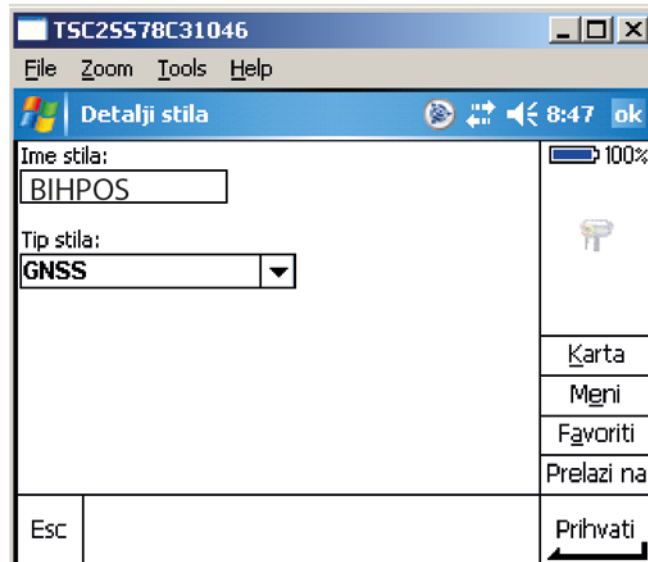 TSC2SS78C31046
File Zoom Tools Help
Detalji stila 8:47 ok
Ime stila: 100%
BIHPOS
Tip stila:
GNSS
Karta
Meni
Favoriti
Prelazi na
Esc Prihvati